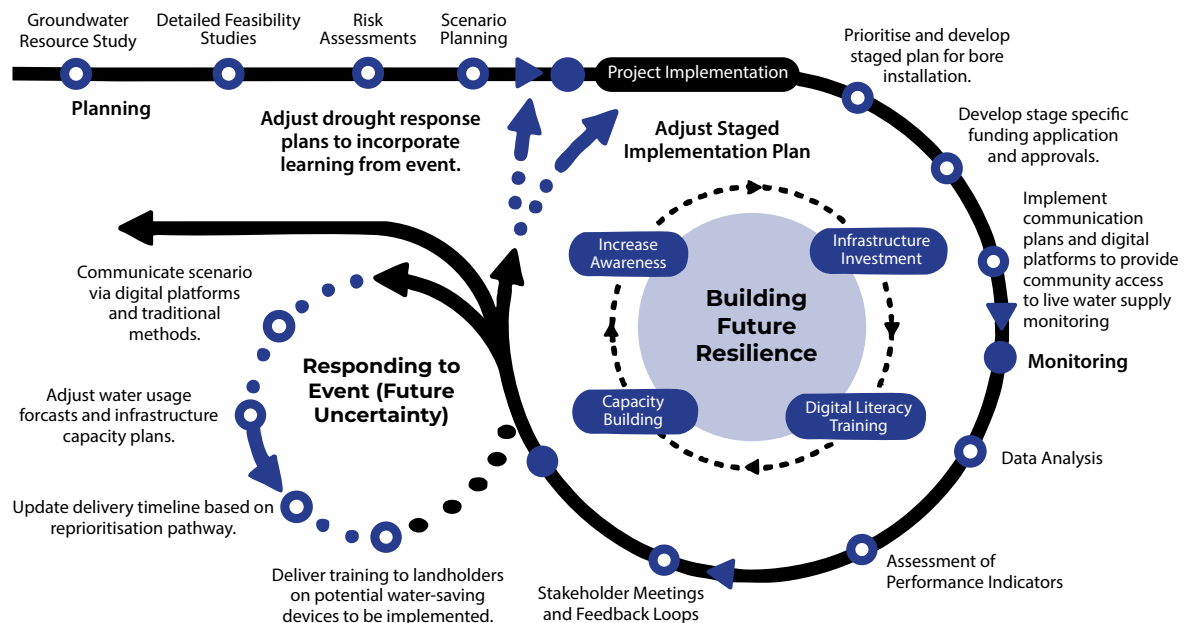 Groundwater
Resource Study
Detailed Feasibility
Studies
Risk
Assessments
Scenario
Planning
Planning
Project Implementation
Prioritise and develop
staged plan for bore
installation.
Develop stage specific
funding application
and approvals.
Implement
communication
plans and digital
platforms to provide
community access
to live water supply
monitoring
Monitoring
Data Analysis
Assessment of
Performance Indicators
Stakeholder Meetings
and Feedback Loops
Adjust drought response
plans to incorporate
learning from event.
Adjust Staged
Implementation Plan
Increase
Awareness
Infrastructure
Investment
Building
Future
Resilience
Capacity
Building
Digital Literacy
Training
Responding to
Event (Future
Uncertainty)
Communicate scenario
via digital platforms
and traditional
methods.
Adjust water usage
forcasts and infrastructure
capacity plans.
Update delivery timeline based on
reprioritisation pathway.
Deliver training to landholders
on potential water-saving
devices to be implemented.